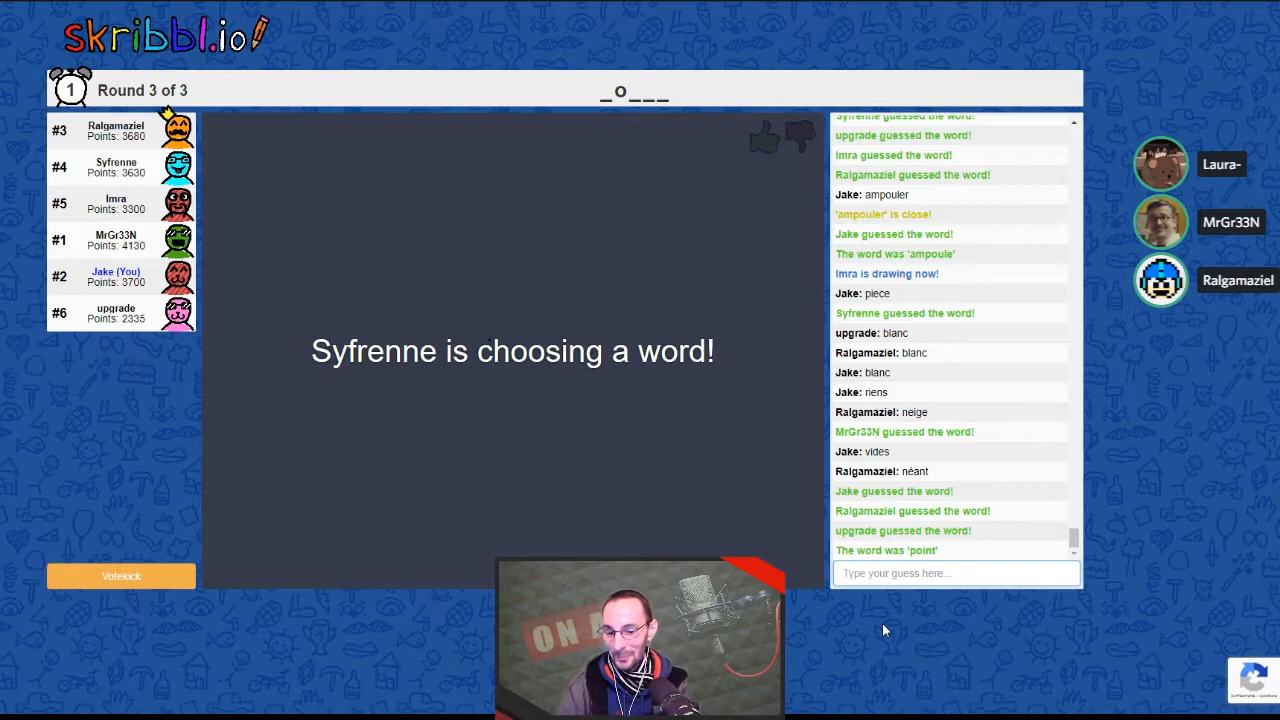 skribbl.io!
1
Round 3 of 3
_o___
#3
Ralgamaziel
Points: 3680
#4
Syfrenne
Points: 3630
#5
Imra
Points: 3300
#1
MrGr33N
Points: 4130
#2
Jake (You)
Points: 3700
#6
upgrade
Points: 2335
Votekick
Syfrenne is choosing a word!
Syfrenne guessed the word!
upgrade guessed the word!
Imra guessed the word!
Ralgamaziel guessed the word!
Jake: ampouler
'ampouler' is close!
Jake guessed the word!
The word was 'ampoule'
Imra is drawing now!
Jake: piece
Syfrenne guessed the word!
upgrade: blanc
Ralgamaziel: blanc
Jake: blanc
Jake: riens
Ralgamaziel: neige
MrGr33N guessed the word!
Jake: vides
Ralgamaziel: néant
Jake guessed the word!
Ralgamaziel guessed the word!
upgrade guessed the word!
The word was 'point'
Type your guess here...
Laura-
MrGr33N
Ralgamaziel
ON A